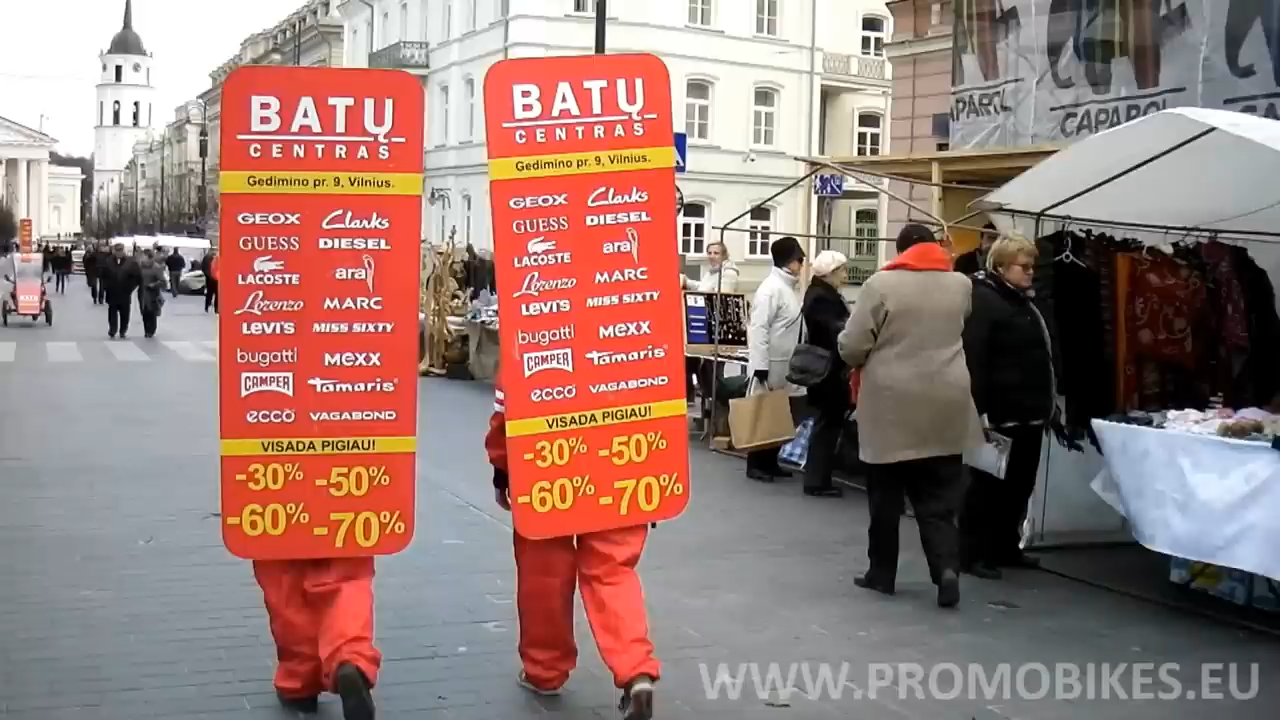 BATŲ
CENTRAS
Gedimino pr. 9, Vilnius.
GEOX Clarks
GUESS DIESEL
LACOSTE ara
Lorenzo MARC
LEVI'S MISS SIXTY
bugatti MEXX
CAMPER Tamaris
ecco VAGABOND
VISADA PIGIAU!
-30% -50%
-60% -70%
BATŲ
CENTRAS
Gedimino pr. 9, Vilnius.
GEOX Clarks
GUESS DIESEL
LACOSTE ara
Lorenzo MARC
LEVI'S MISS SIXTY
bugatti MEXX
CAMPER Tamaris
ecco VAGABOND
VISADA PIGIAU!
-30% -50%
-60% -70%
APAROL
CAPAROL
CA
WWW.PROMOBIKES.EU